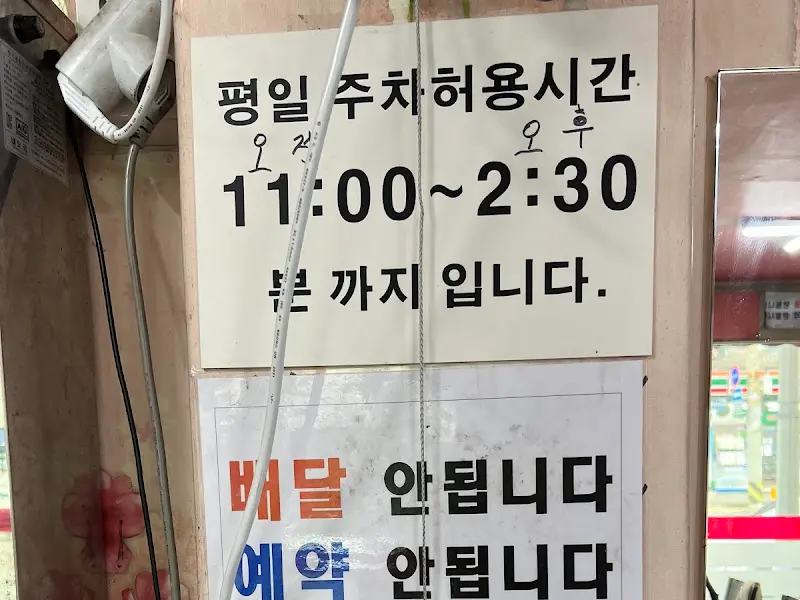 평일 주차허용시간
오전 오후
11:00~2:30
분 까지 입니다.
배달 안됩니다
예약 안됩니다